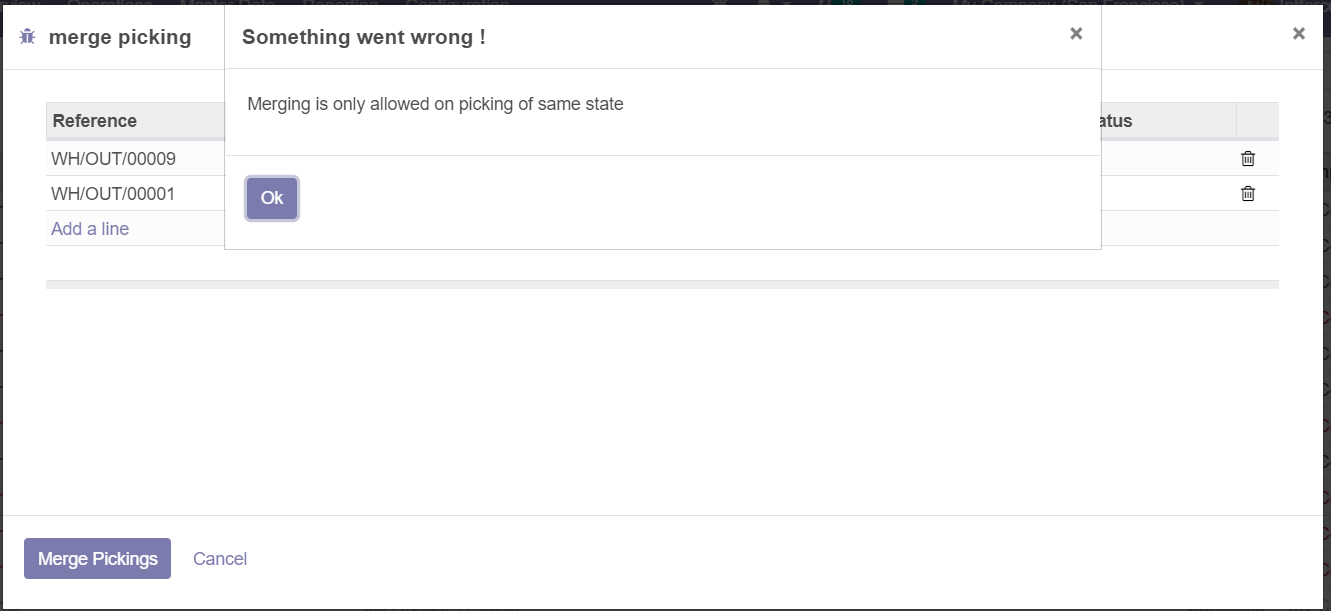 merge picking
Something went wrong !
Merging is only allowed on picking of same state
Reference
WH/OUT/00009
WH/OUT/00001
Add a line
Ok
Merge Pickings
Cancel